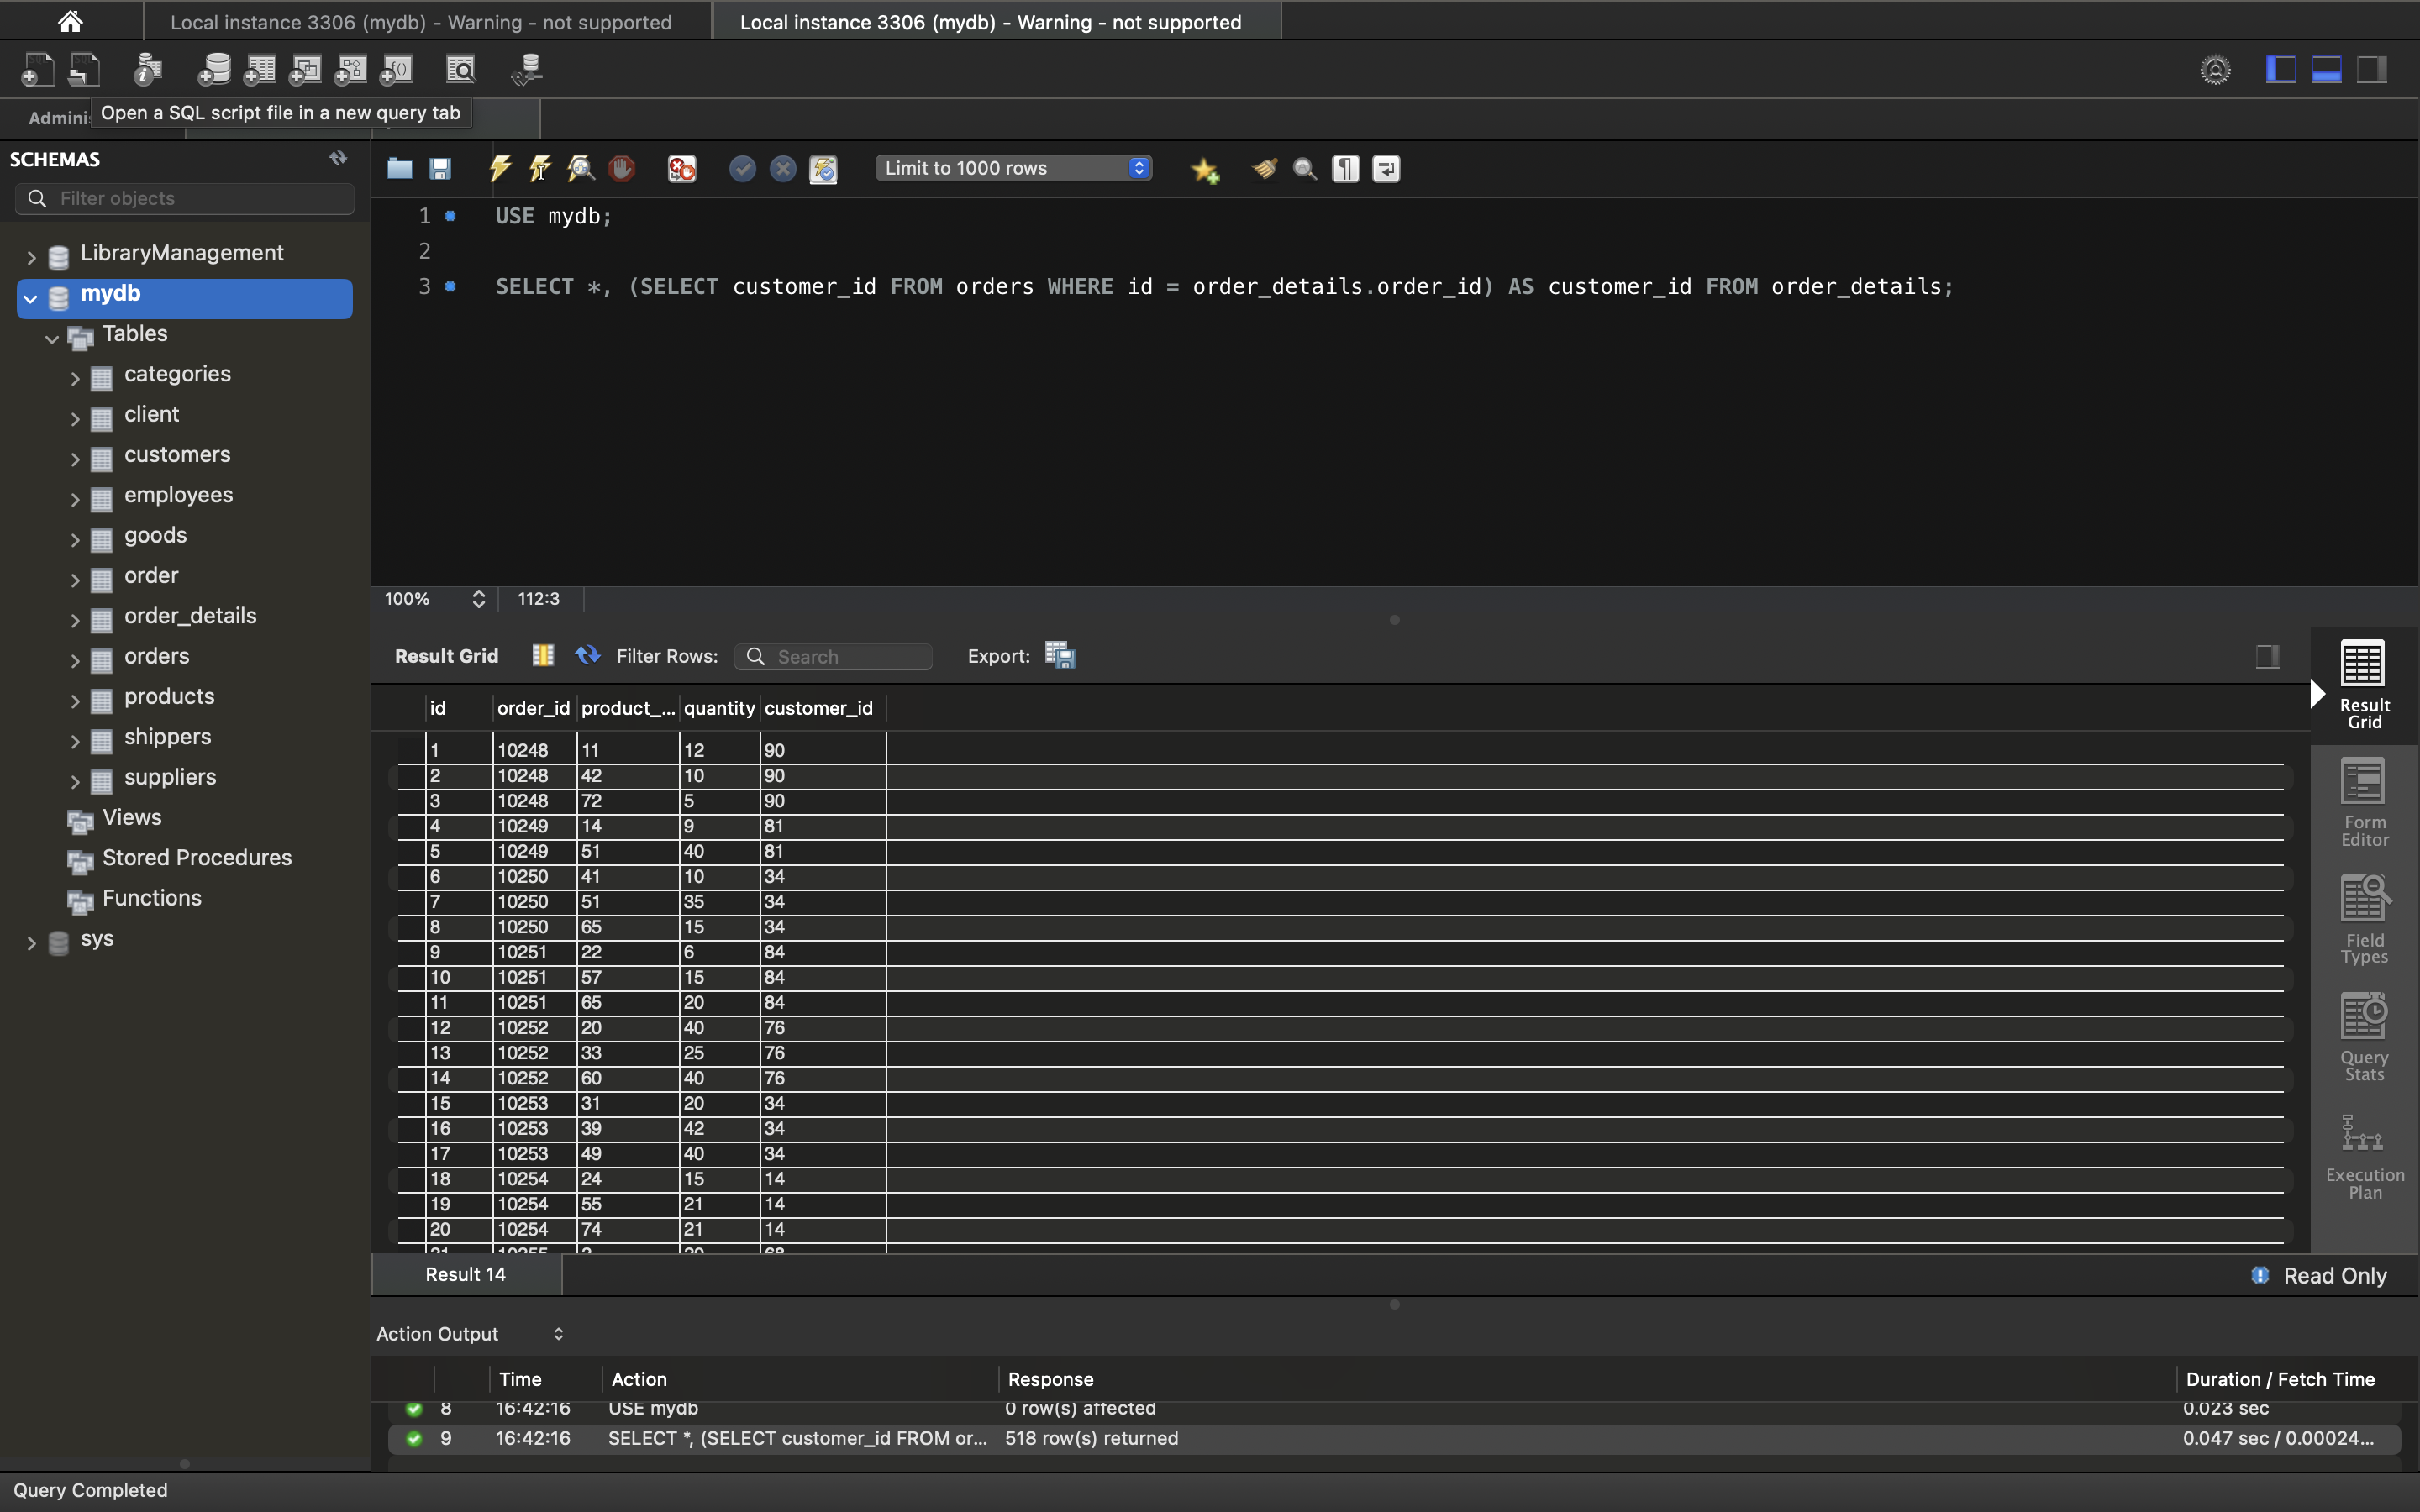 Local instance 3306 (mydb) - Warning - not supported
Local instance 3306 (mydb) - Warning - not supported
Open a SQL script file in a new query tab
SCHEMAS
Filter objects
LibraryManagement
mydb
Tables
categories
client
customers
employees
goods
order
order_details
orders
products
shippers
suppliers
Views
Stored Procedures
Functions
sys
Limit to 1000 rows
1 USE mydb;
2
3 SELECT *, (SELECT customer_id FROM orders WHERE id = order_details.order_id) AS customer_id FROM order_details;
100% 112:3
Result Grid Filter Rows: Search Export:
id order_id product_... quantity customer_id
1 10248 11 12 90
2 10248 42 10 90
3 10248 72 5 90
4 10249 14 9 81
5 10249 51 40 81
6 10250 41 10 34
7 10250 51 35 34
8 10250 65 15 34
9 10251 22 6 84
10 10251 57 15 84
11 10251 65 20 84
12 10252 20 40 76
13 10252 33 25 76
14 10252 60 40 76
15 10253 31 20 34
16 10253 39 42 34
17 10253 49 40 34
18 10254 24 15 14
19 10254 55 21 14
20 10254 74 21 14
Result Grid
Form Editor
Field Types
Query Stats
Execution Plan
Result 14
Read Only
Action Output
Time Action Response Duration / Fetch Time
8 16:42:16 USE mydb 0 row(s) affected 0.023 sec
9 16:42:16 SELECT *, (SELECT customer_id FROM or... 518 row(s) returned 0.047 sec / 0.00024...
Query Completed